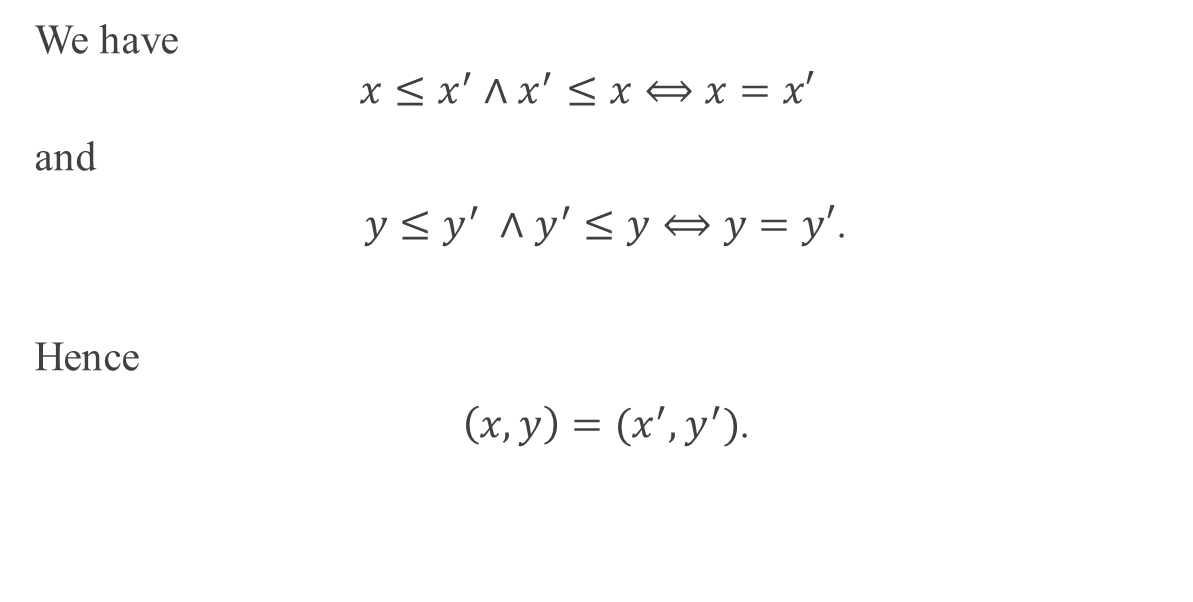 We have
x ≤ x′ ∧ x′ ≤ x ⟺ x = x′
and
y ≤ y′ ∧ y′ ≤ y ⟺ y = y′.
Hence
(x, y) = (x′, y′).